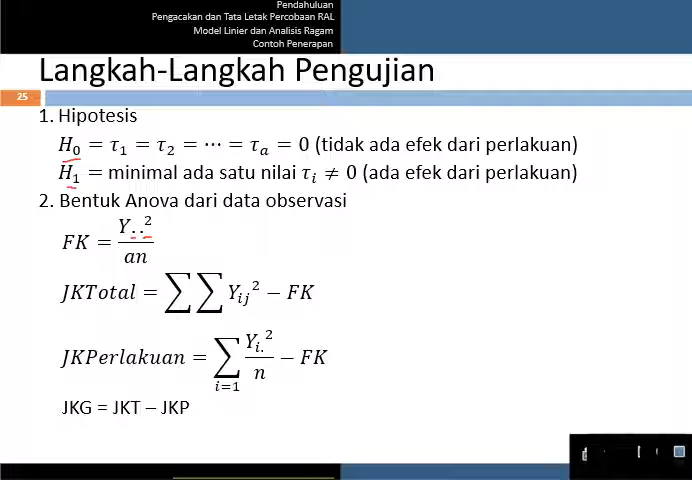 Pendahuluan
Pengacakan dan Tata Letak Percobaan RAL
Model Linier dan Analisis Ragam
Contoh Penerapan
Langkah-Langkah Pengujian
25
1. Hipotesis
H₀ = τ₁ = τ₂ = ⋯ = τₐ = 0 (tidak ada efek dari perlakuan)
H₁ = minimal ada satu nilai τᵢ ≠ 0 (ada efek dari perlakuan)
2. Bentuk Anova dari data observasi
FK = Y..² / an
JKTotal = ∑ ∑ Yᵢⱼ² − FK
JKPerlakuan = ∑ᵢ₌₁ Yᵢ.² / n − FK
JKG = JKT – JKP